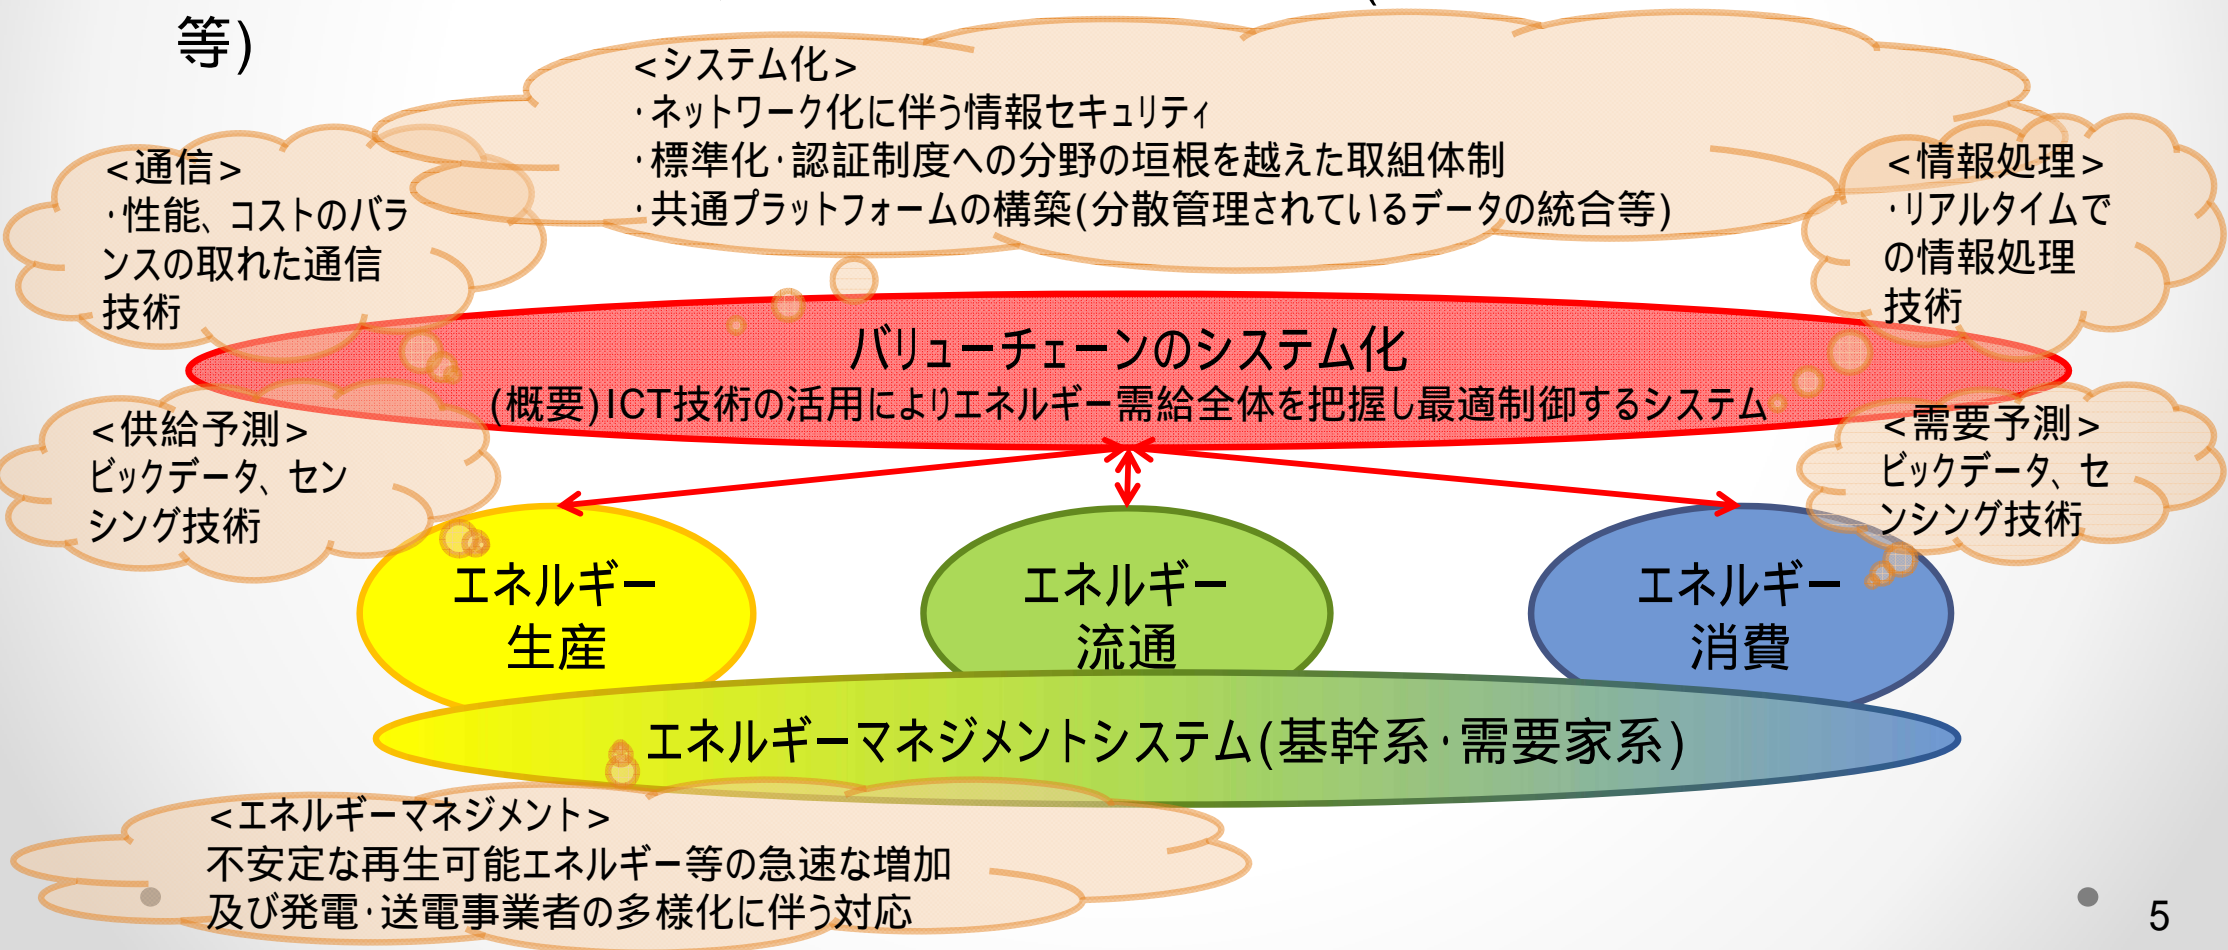 等)
<システム化>
・ネットワーク化に伴う情報セキュリティ
・標準化・認証制度への分野の垣根を越えた取組体制
・共通プラットフォームの構築(分散管理されているデータの統合等)
<通信>
・性能、コストのバラ
ンスの取れた通信
技術
<情報処理>
・リアルタイムで
の情報処理
技術
バリューチェーンのシステム化
(概要)ICT技術の活用によりエネルギー需給全体を把握し最適制御するシステム
<供給予測>
ビックデータ、セン
シング技術
<需要予測>
ビックデータ、セ
ンシング技術
エネルギー
生産
エネルギー
流通
エネルギー
消費
エネルギーマネジメントシステム(基幹系・需要家系)
<エネルギーマネジメント>
不安定な再生可能エネルギー等の急速な増加
及び発電・送電事業者の多様化に伴う対応
5